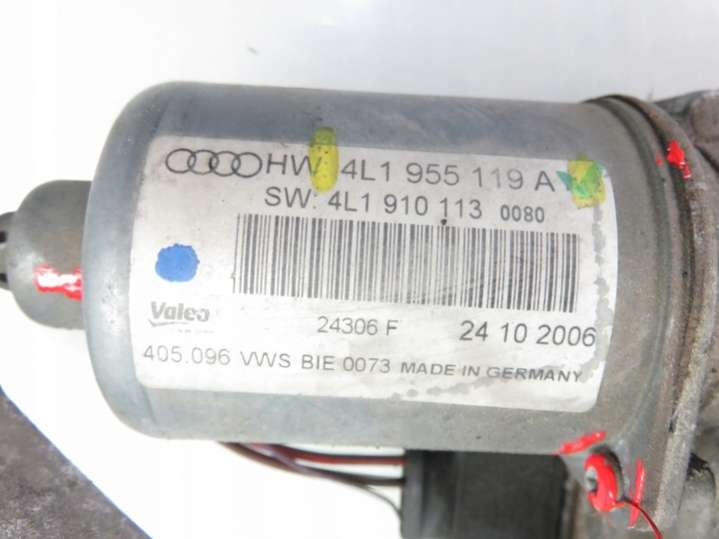 HW: 4L1 955 119 A
SW: 4L1 910 113 0080
Valeo
24306 F 24 10 2006
405.096 VWS BIE 0073 MADE IN GERMANY